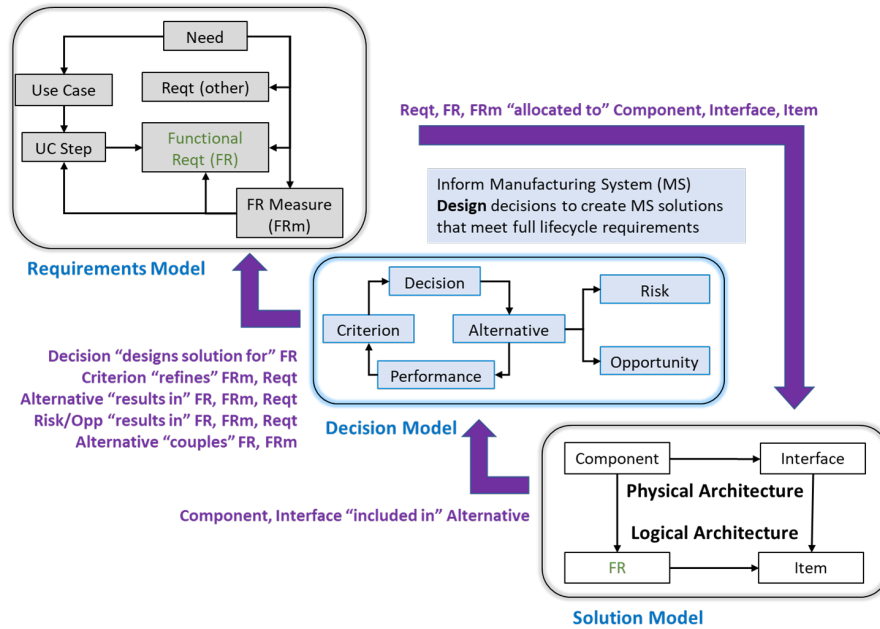 Need
Use Case
Reqt (other)
UC Step
Functional
Reqt (FR)
FR Measure
(FRm)
Requirements Model
Reqt, FR, FRm “allocated to” Component, Interface, Item
Inform Manufacturing System (MS)
Design decisions to create MS solutions
that meet full lifecycle requirements
Decision
Risk
Criterion
Alternative
Performance
Opportunity
Decision Model
Decision “designs solution for” FR
Criterion “refines” FRm, Reqt
Alternative “results in” FR, FRm, Reqt
Risk/Opp “results in” FR, FRm, Reqt
Alternative “couples” FR, FRm
Component, Interface “included in” Alternative
Component
Interface
Physical Architecture
Logical Architecture
FR
Item
Solution Model